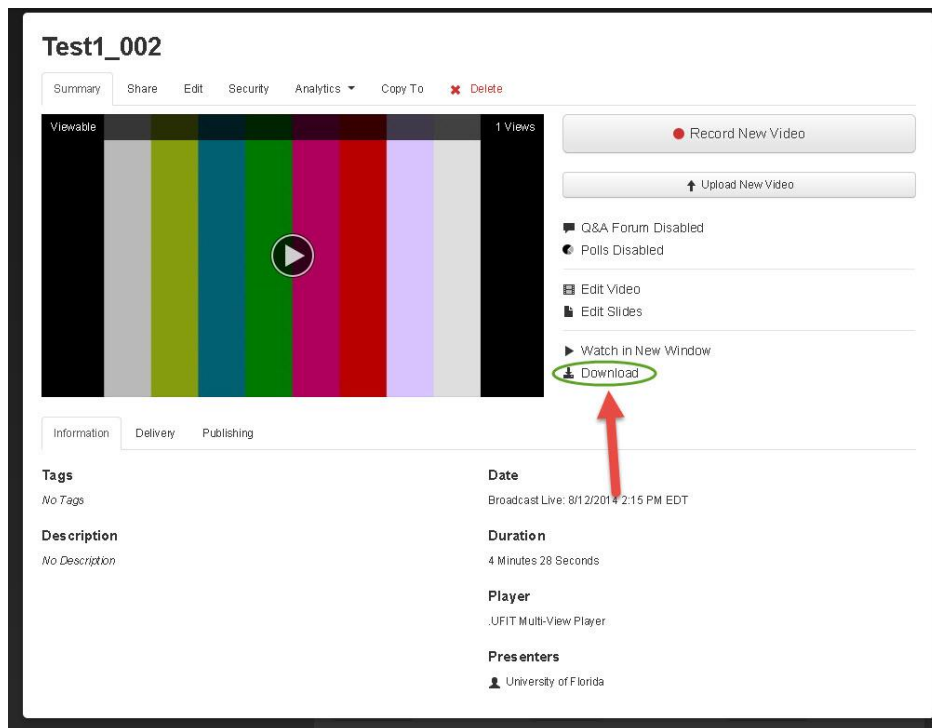 Test1_002
Summary Share Edit Security Analytics Copy To Delete
Viewable 1 Views
Record New Video
Upload New Video
Q&A Forum Disabled
Polls Disabled
Edit Video
Edit Slides
Watch in New Window
Download
Information Delivery Publishing
Tags
No Tags
Description
No Description
Date
Broadcast Live: 8/12/2014 2:15 PM EDT
Duration
4 Minutes 28 Seconds
Player
.UFIT Multi-View Player
Presenters
University of Florida